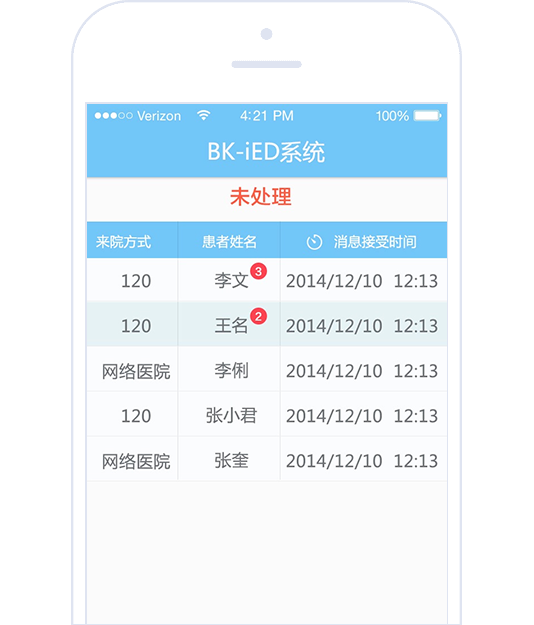 Verizon 4:21 PM 100%
BK-iED系统
未处理
来院方式 患者姓名 消息接受时间
120 李文 3 2014/12/10 12:13
120 王名 2 2014/12/10 12:13
网络医院 李俐 2014/12/10 12:13
120 张小君 2014/12/10 12:13
网络医院 张奎 2014/12/10 12:13